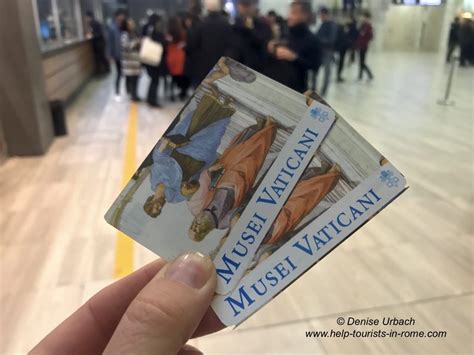 MUSEI VATICANI
MUSEI VATICANI
© Denise Urbach
www.help-tourists-in-rome.com